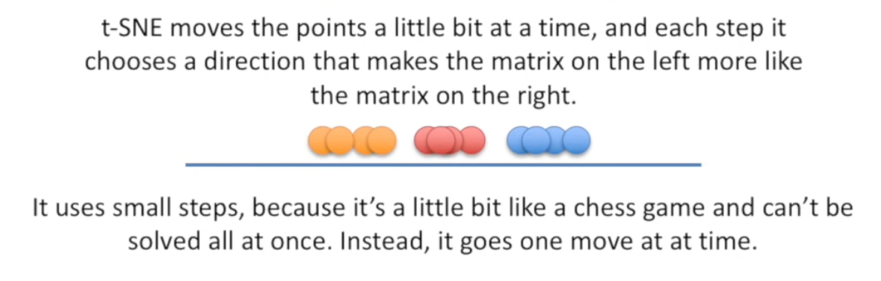 t-SNE moves the points a little bit at a time, and each step it
chooses a direction that makes the matrix on the left more like
the matrix on the right.
It uses small steps, because it’s a little bit like a chess game and can’t be
solved all at once. Instead, it goes one move at at time.